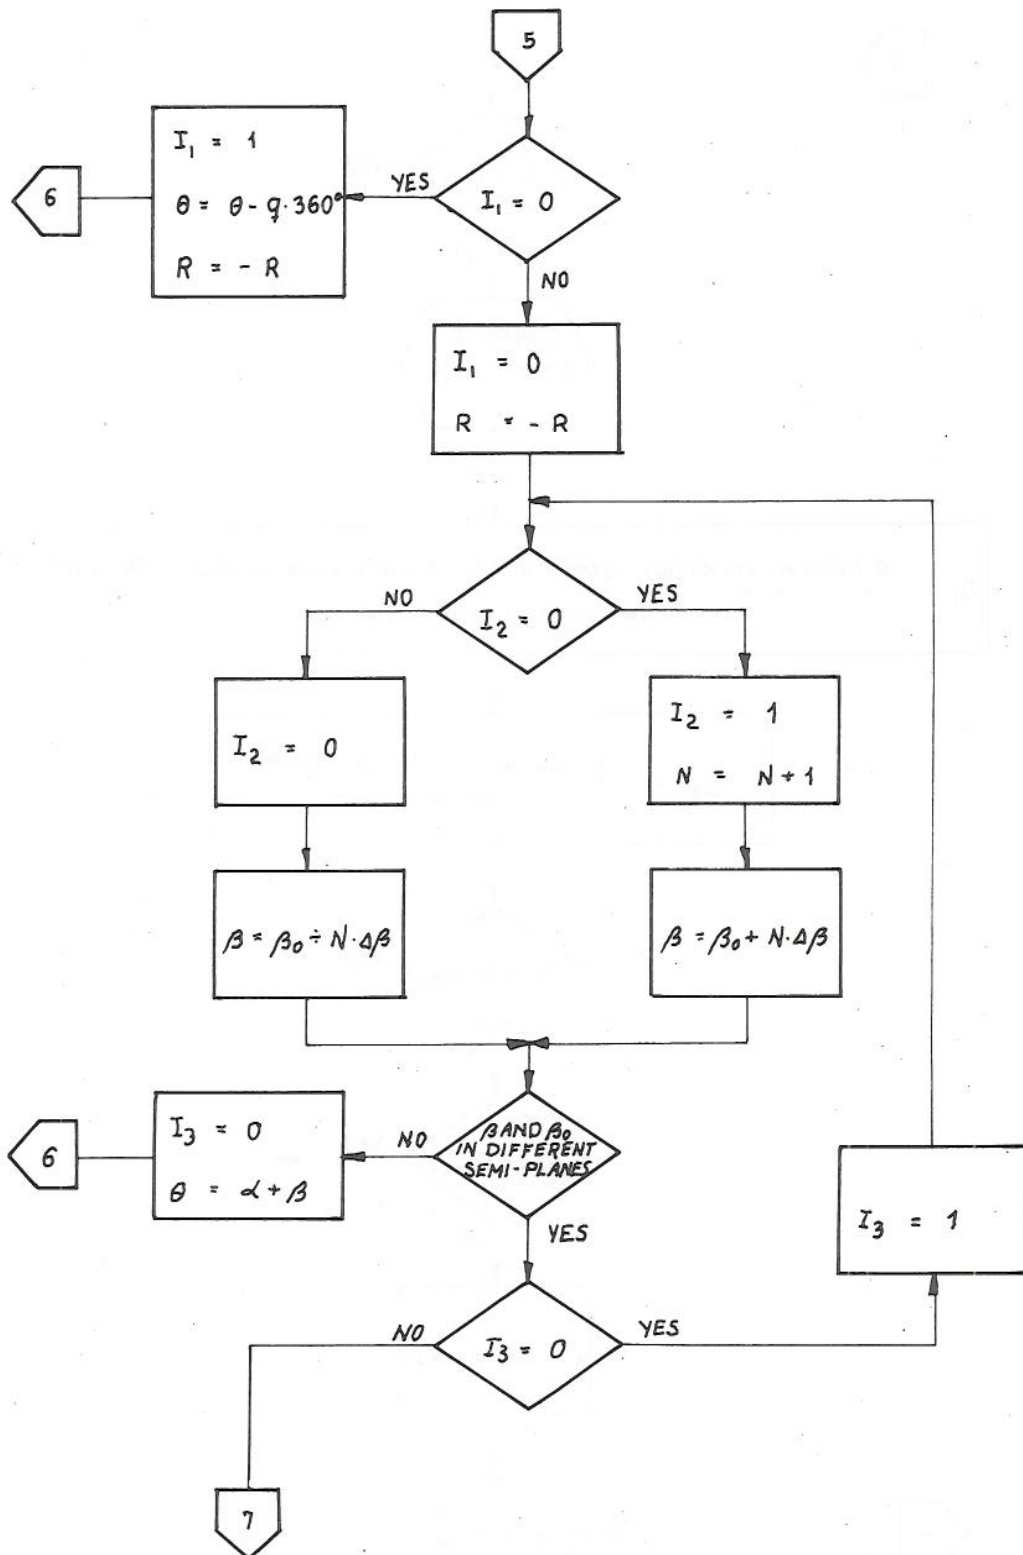 5
I₁ = 0
YES
I₁ = 1
θ = θ - q·360°
R = - R
6
NO
I₁ = 0
R = - R
I₂ = 0
NO
YES
I₂ = 0
I₂ = 1
N = N + 1
β = β₀ ÷ N·Δβ
β = β₀ + N·Δβ
β AND β₀
IN DIFFERENT
SEMI-PLANES
NO
I₃ = 0
θ = α + β
6
YES
I₃ = 1
I₃ = 0
NO
YES
7